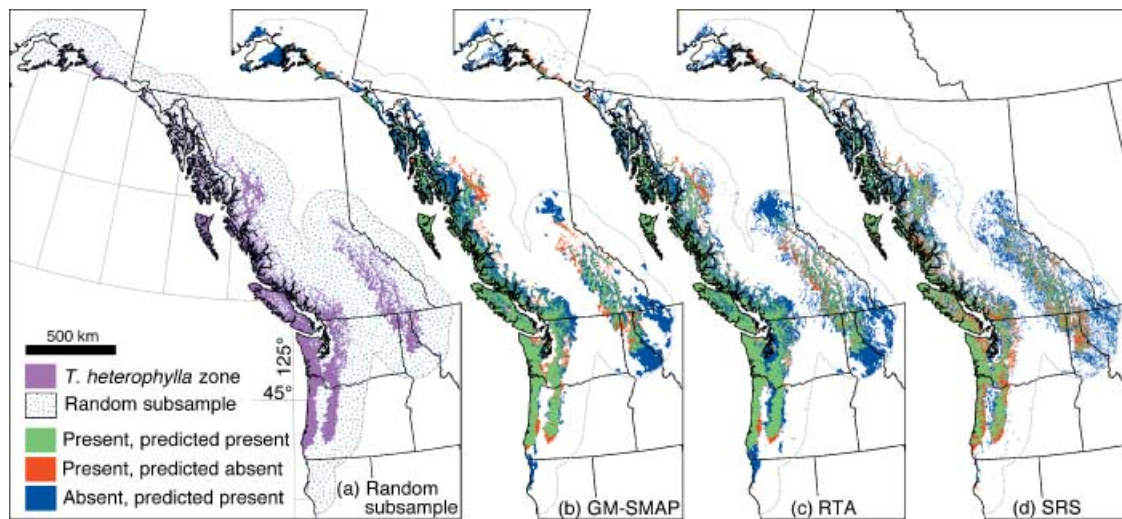 500 km
125°
45°
T. heterophylla zone
Random subsample
Present, predicted present
Present, predicted absent
Absent, predicted present
(a) Random
subsample
(b) GM-SMAP
(c) RTA
(d) SRS